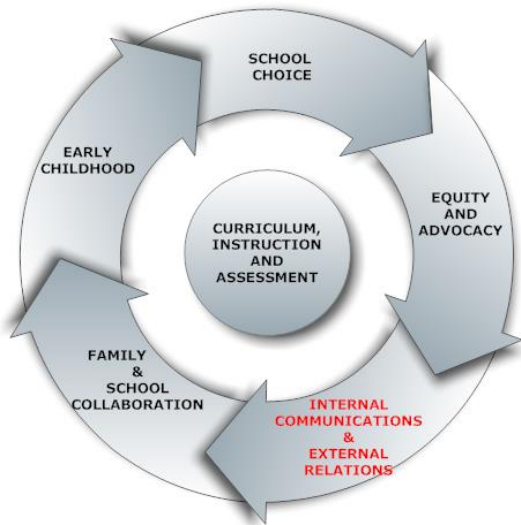 SCHOOL
CHOICE
EQUITY
AND
ADVOCACY
INTERNAL
COMMUNICATIONS
&
EXTERNAL
RELATIONS
FAMILY
&
SCHOOL
COLLABORATION
EARLY
CHILDHOOD
CURRICULUM,
INSTRUCTION
AND
ASSESSMENT